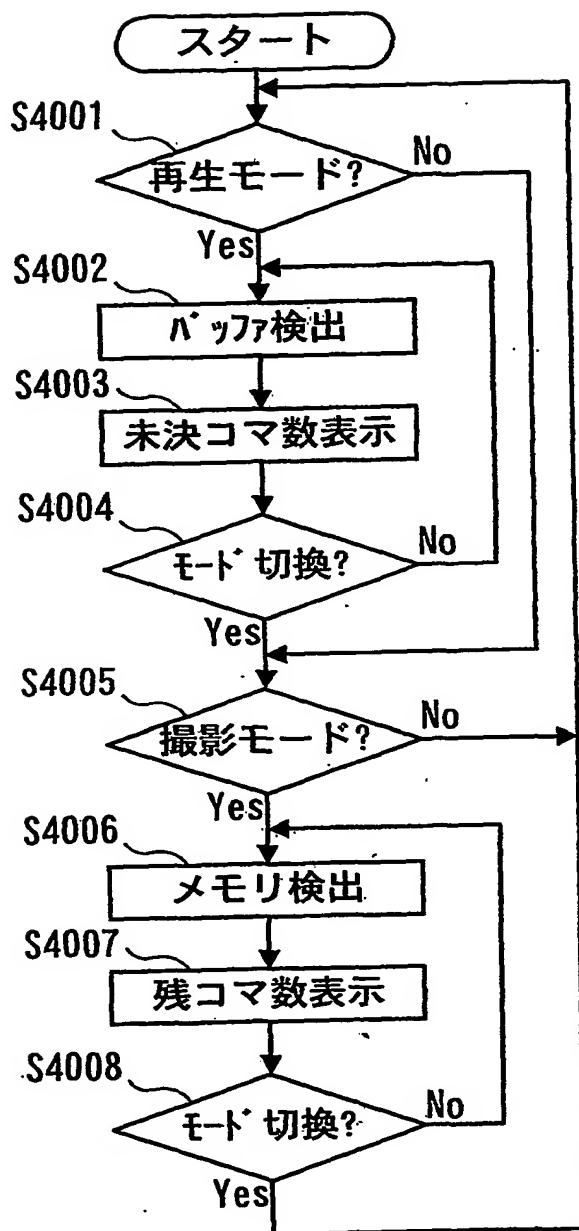 スタート
S4001
再生モード?
No
Yes
S4002
バッファ検出
S4003
未決コマ数表示
S4004
モード切換?
No
Yes
S4005
撮影モード?
No
Yes
S4006
メモリ検出
S4007
残コマ数表示
S4008
モード切換?
No
Yes